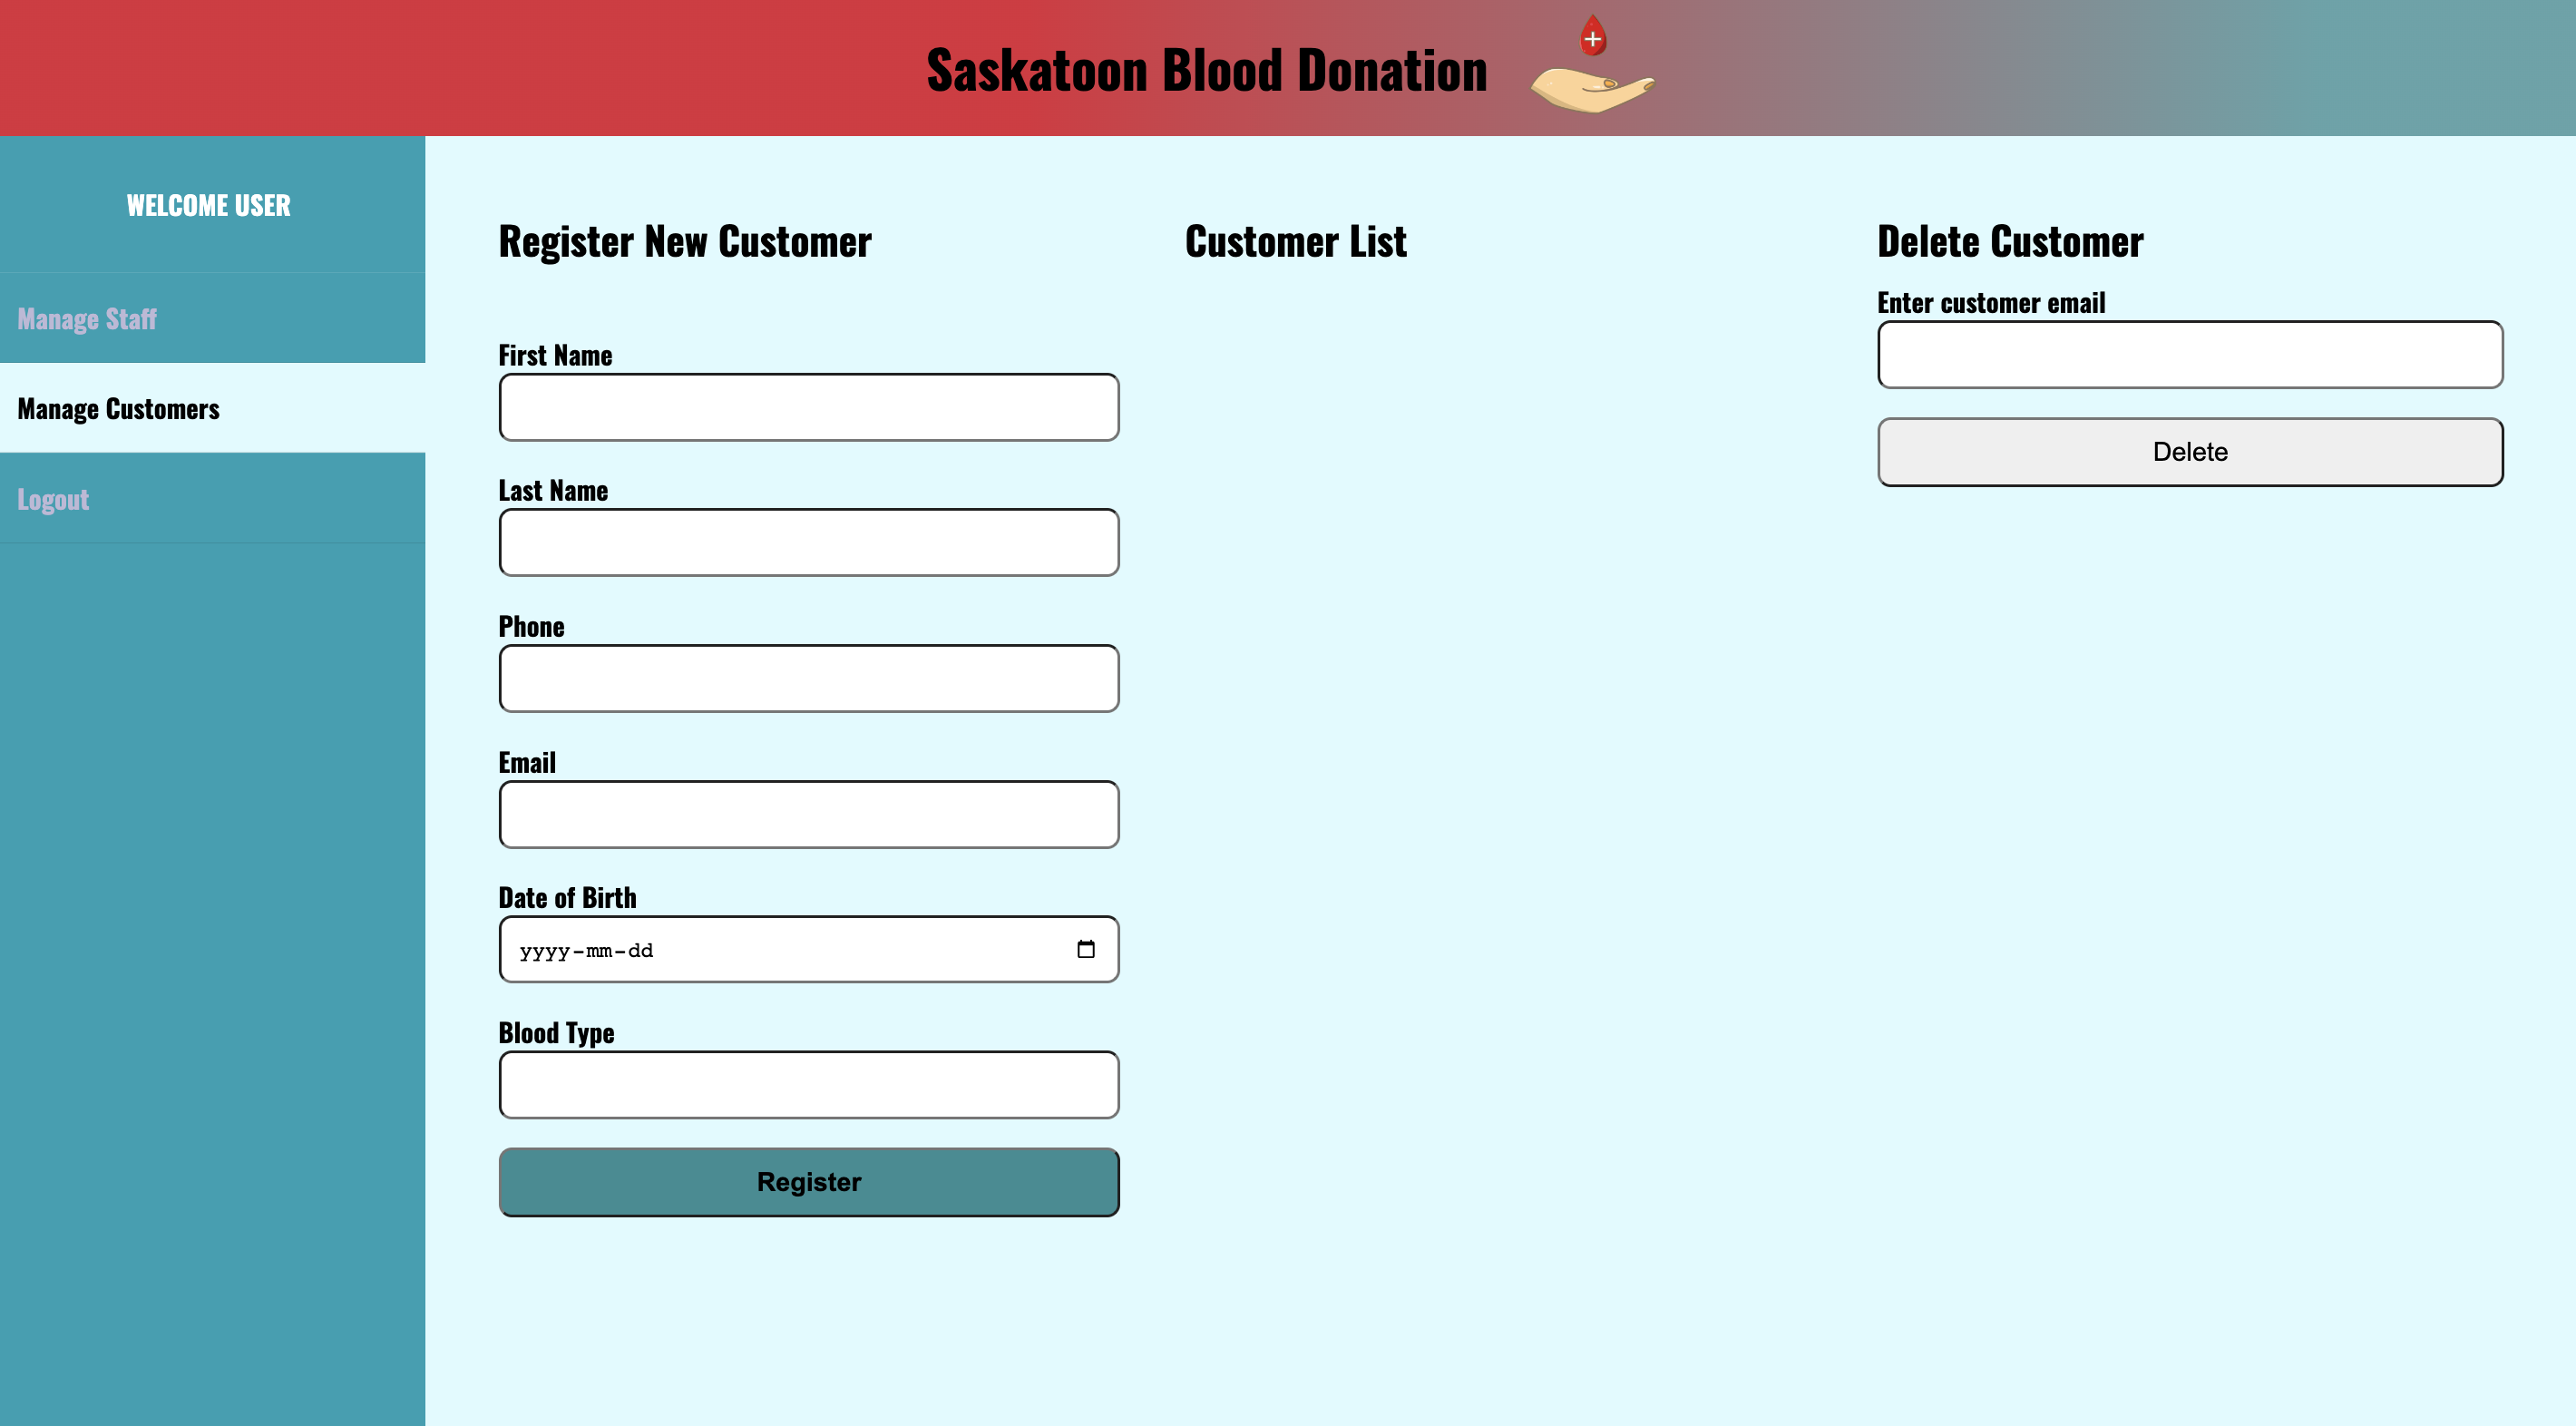 Saskatoon Blood Donation
WELCOME USER
Manage Staff
Manage Customers
Logout
Register New Customer
First Name
Last Name
Phone
Email
Date of Birth
yyyy-mm-dd
Blood Type
Register
Customer List
Delete Customer
Enter customer email
Delete